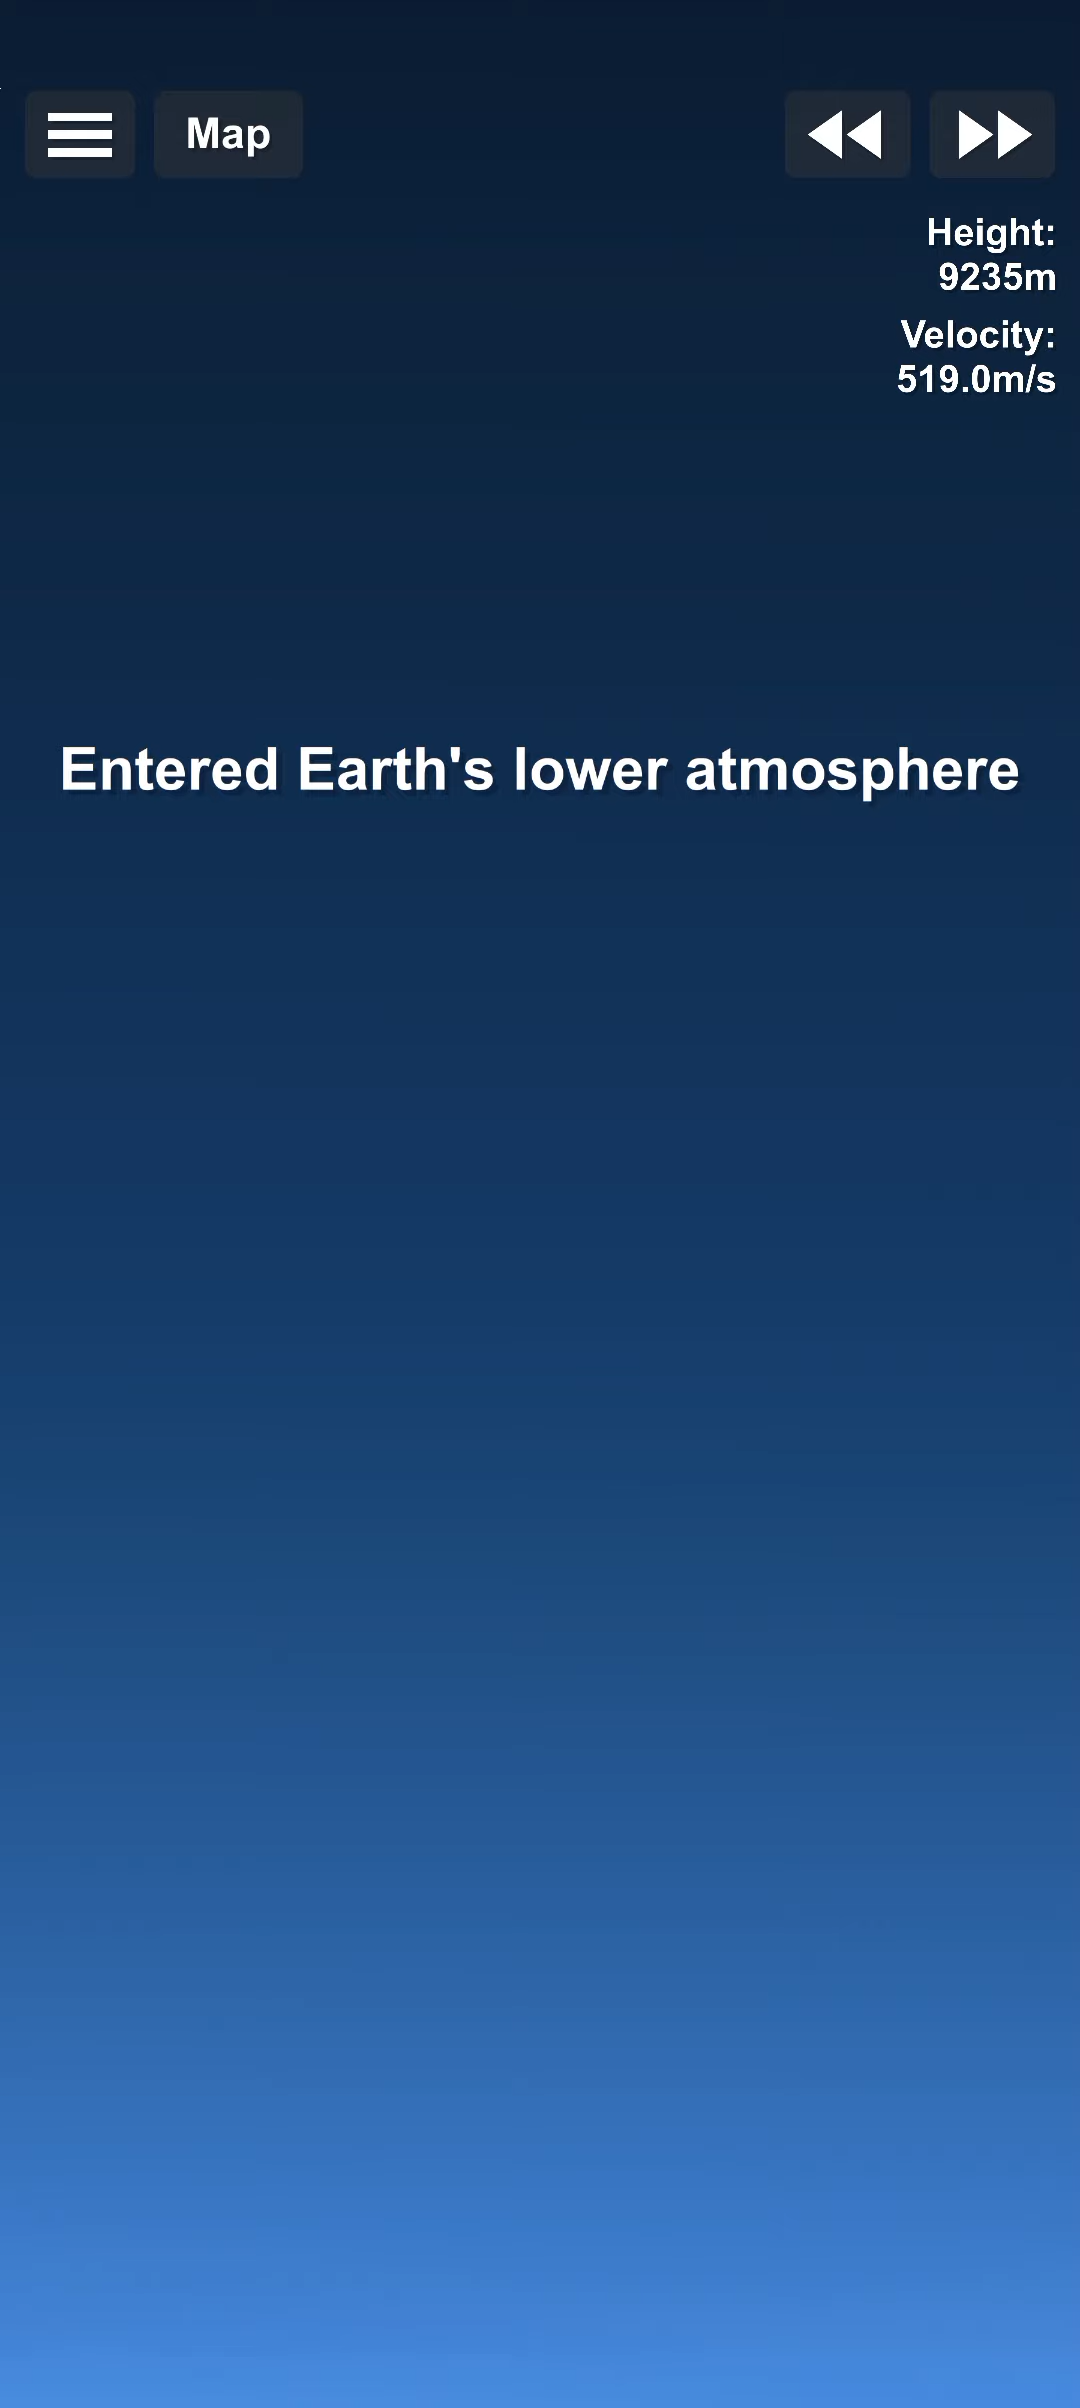 Map
Height:
9235m
Velocity:
519.0m/s
Entered Earth's lower atmosphere